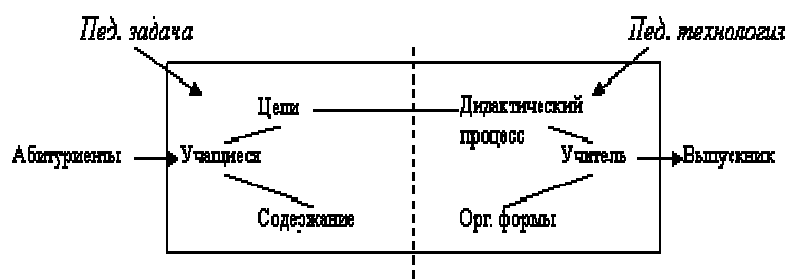 Пед. задача
Пед. технология
Цели
Дидактический
процесс
Абитуриенты
Учащиеся
Учитель
Выпускник
Содержание
Орг. формы